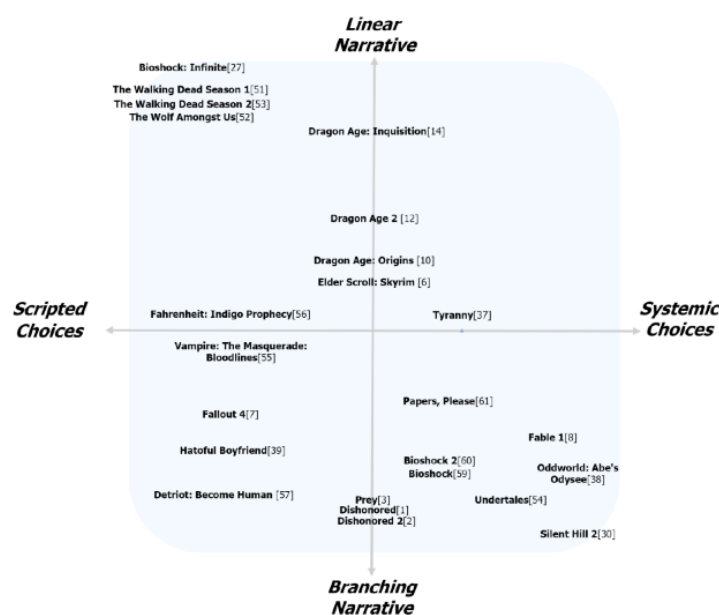 Linear
Narrative
Bioshock: Infinite[27]
The Walking Dead Season 1[51]
The Walking Dead Season 2[53]
The Wolf Amongst Us[52]
Dragon Age: Inquisition[14]
Dragon Age 2 [12]
Dragon Age: Origins [10]
Elder Scroll: Skyrim [6]
Scripted
Choices
Fahrenheit: Indigo Prophecy[56]
Tyranny[37]
Systemic
Choices
Vampire: The Masquerade:
Bloodlines[55]
Papers, Please[61]
Fallout 4[7]
Fable 1[8]
Hatoful Boyfriend[39]
Bioshock 2[60]
Bioshock[59]
Oddworld: Abe's
Odysee[38]
Detriot: Become Human [57]
Prey[3]
Dishonored[1]
Dishonored 2[2]
Undertales[54]
Silent Hill 2[30]
Branching
Narrative